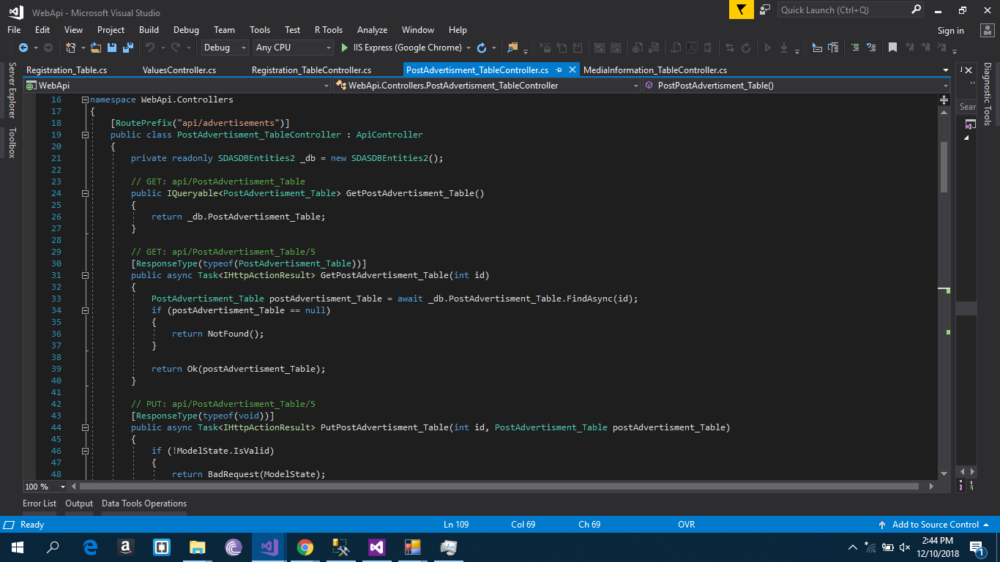 WebApi - Microsoft Visual Studio
Quick Launch (Ctrl+Q)
File Edit View Project Build Debug Team Tools Test R Tools Analyze Window Help
Sign in
Debug Any CPU IIS Express (Google Chrome)
Registration_Table.cs ValuesController.cs Registration_TableController.cs PostAdvertisment_TableController.cs MediaInformation_TableController.cs
WebApi WebApi.Controllers.PostAdvertisment_TableController PostPostAdvertisment_Table()
Server Explorer
Toolbox
Diagnostic Tools
Sear
16 namespace WebApi.Controllers
17 {
18 [RoutePrefix("api/advertisements")]
19 public class PostAdvertisment_TableController : ApiController
20 {
21 private readonly SDASDBEntities2 _db = new SDASDBEntities2();
22
23 // GET: api/PostAdvertisment_Table
24 public IQueryable<PostAdvertisment_Table> GetPostAdvertisment_Table()
25 {
26 return _db.PostAdvertisment_Table;
27 }
28
29 // GET: api/PostAdvertisment_Table/5
30 [ResponseType(typeof(PostAdvertisment_Table))]
31 public async Task<IHttpActionResult> GetPostAdvertisment_Table(int id)
32 {
33 PostAdvertisment_Table postAdvertisment_Table = await _db.PostAdvertisment_Table.FindAsync(id);
34 if (postAdvertisment_Table == null)
35 {
36 return NotFound();
37 }
38
39 return Ok(postAdvertisment_Table);
40 }
41
42 // PUT: api/PostAdvertisment_Table/5
43 [ResponseType(typeof(void))]
44 public async Task<IHttpActionResult> PutPostAdvertisment_Table(int id, PostAdvertisment_Table postAdvertisment_Table)
45 {
46 if (!ModelState.IsValid)
47 {
48 return BadRequest(ModelState);
100 %
Error List Output Data Tools Operations
Ready Ln 109 Col 69 Ch 69 OVR Add to Source Control
2:44 PM
12/10/2018
1